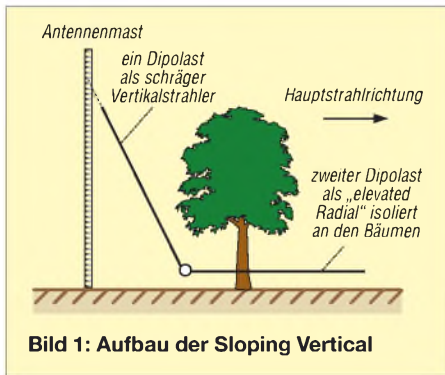 Antennenmast
ein Dipolast
als schräger
Vertikalstrahler
Hauptstrahlrichtung
zweiter Dipolast
als „elevated
Radial“ isoliert
an den Bäumen
Bild 1: Aufbau der Sloping Vertical